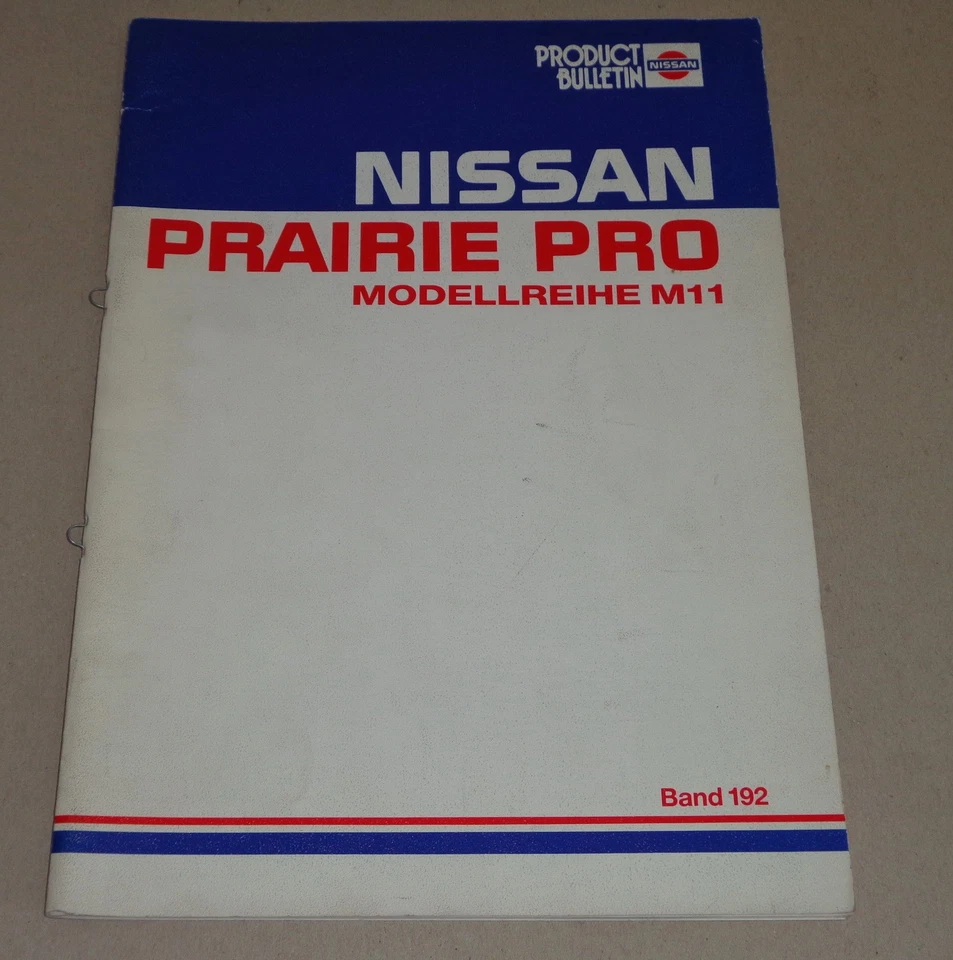 PRODUCT
BULLETIN
NISSAN
NISSAN
PRAIRIE PRO
MODELLREIHE M11
Band 192